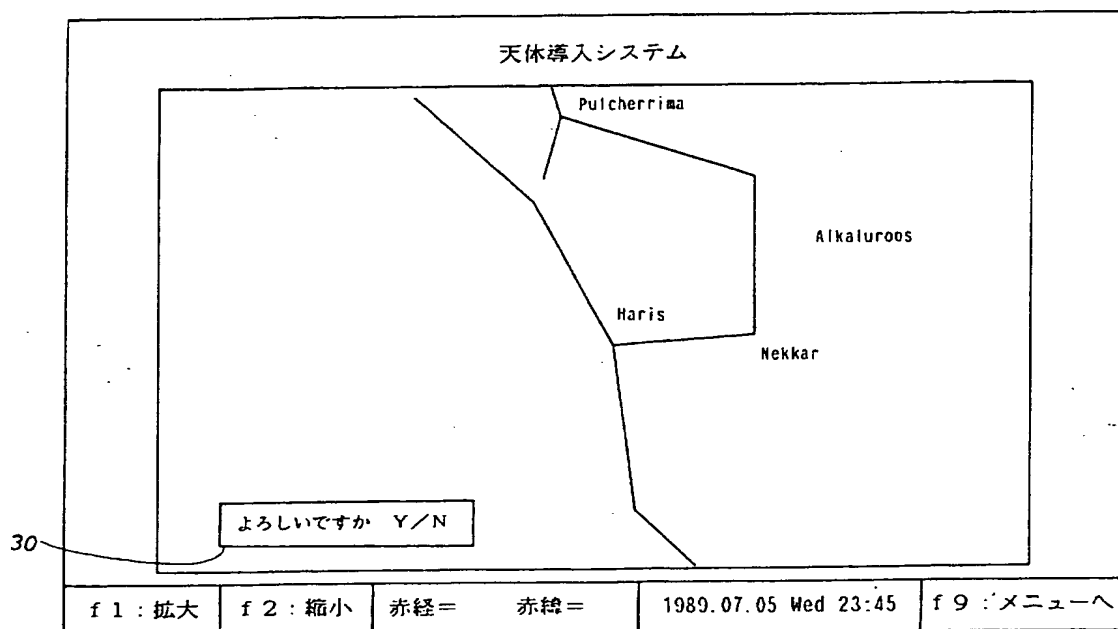 天体導入システム
Pulcherrima
Alkaluroos
Haris
Nekkar
よろしいですか Y／N
30
f1：拡大 f2：縮小 赤経＝ 赤緯＝ 1989.07.05 Wed 23:45 f9：メニューへ